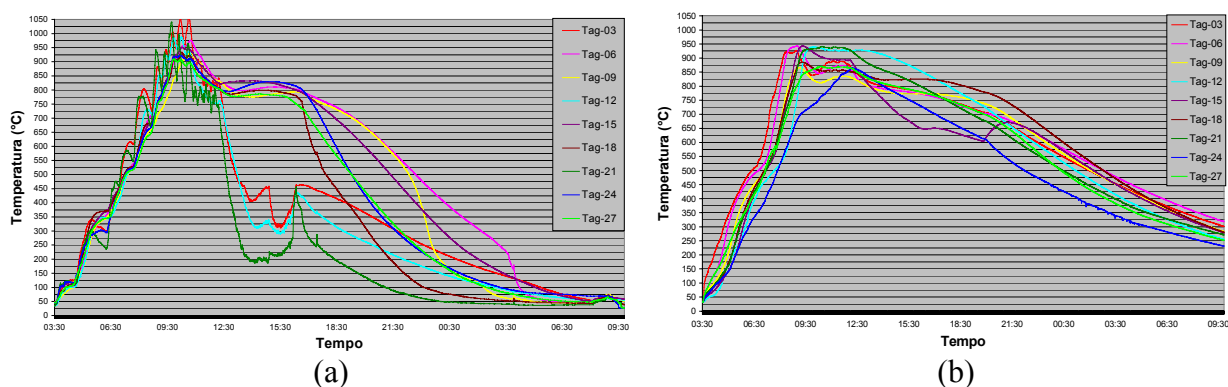 1050
1000
950
900
850
800
750
700
650
600
550
500
450
400
350
300
250
200
150
100
50
0
Temperatura (°C)
03:30 06:30 09:30 12:30 15:30 18:30 21:30 00:30 03:30 06:30 09:30
Tempo
Tag-03
Tag-06
Tag-09
Tag-12
Tag-15
Tag-18
Tag-21
Tag-24
Tag-27
(a)
1050
1000
950
900
850
800
750
700
650
600
550
500
450
400
350
300
250
200
150
100
50
0
Temperatura (°C)
03:30 06:30 09:30 12:30 15:30 18:30 21:30 00:30 03:30 06:30 09:30
Tempo
Tag-03
Tag-06
Tag-09
Tag-12
Tag-15
Tag-18
Tag-21
Tag-24
Tag-27
(b)